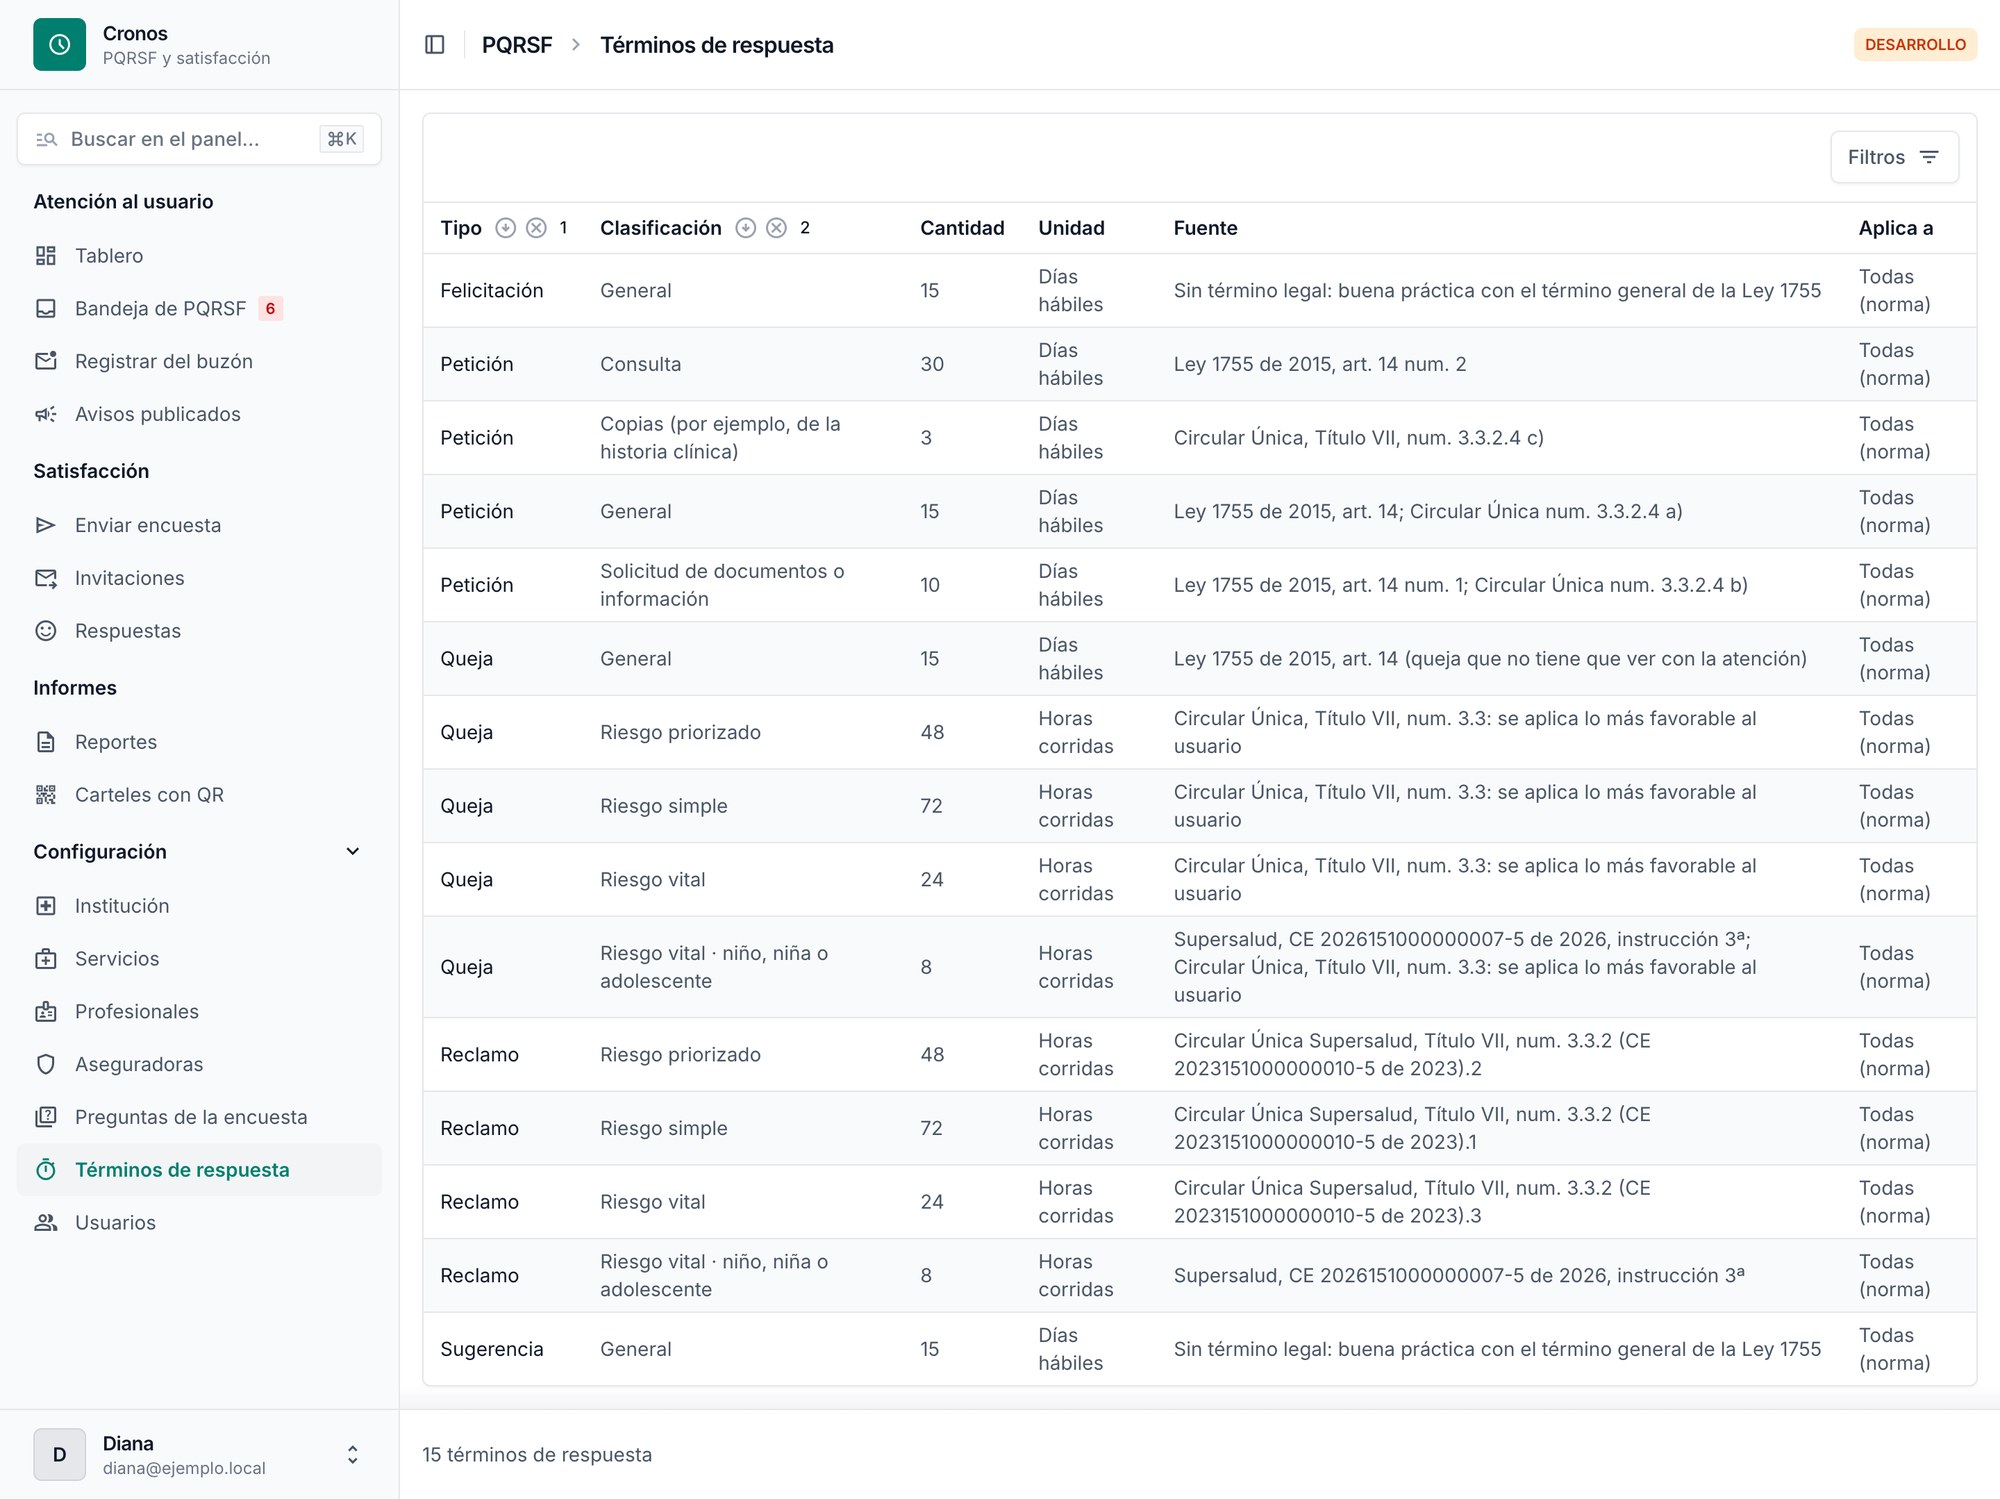 Cronos
PQRSF y satisfacción
PQRSF
Términos de respuesta
DESARROLLO
Buscar en el panel...
⌘K
Atención al usuario
Tablero
Bandeja de PQRSF 6
Registrar del buzón
Avisos publicados
Satisfacción
Enviar encuesta
Invitaciones
Respuestas
Informes
Reportes
Carteles con QR
Configuración
Institución
Servicios
Profesionales
Aseguradoras
Preguntas de la encuesta
Términos de respuesta
Usuarios
D
Diana
diana@ejemplo.local
Filtros
Tipo 1 Clasificación 2 Cantidad Unidad Fuente Aplica a
Felicitación General 15 Días hábiles Sin término legal: buena práctica con el término general de la Ley 1755 Todas (norma)
Petición Consulta 30 Días hábiles Ley 1755 de 2015, art. 14 num. 2 Todas (norma)
Petición Copias (por ejemplo, de la historia clínica) 3 Días hábiles Circular Única, Título VII, num. 3.3.2.4 c) Todas (norma)
Petición General 15 Días hábiles Ley 1755 de 2015, art. 14; Circular Única num. 3.3.2.4 a) Todas (norma)
Petición Solicitud de documentos o información 10 Días hábiles Ley 1755 de 2015, art. 14 num. 1; Circular Única num. 3.3.2.4 b) Todas (norma)
Queja General 15 Días hábiles Ley 1755 de 2015, art. 14 (queja que no tiene que ver con la atención) Todas (norma)
Queja Riesgo priorizado 48 Horas corridas Circular Única, Título VII, num. 3.3: se aplica lo más favorable al usuario Todas (norma)
Queja Riesgo simple 72 Horas corridas Circular Única, Título VII, num. 3.3: se aplica lo más favorable al usuario Todas (norma)
Queja Riesgo vital 24 Horas corridas Circular Única, Título VII, num. 3.3: se aplica lo más favorable al usuario Todas (norma)
Queja Riesgo vital · niño, niña o adolescente 8 Horas corridas Supersalud, CE 2026151000000007-5 de 2026, instrucción 3ª; Circular Única, Título VII, num. 3.3: se aplica lo más favorable al usuario Todas (norma)
Reclamo Riesgo priorizado 48 Horas corridas Circular Única Supersalud, Título VII, num. 3.3.2 (CE 2023151000000010-5 de 2023).2 Todas (norma)
Reclamo Riesgo simple 72 Horas corridas Circular Única Supersalud, Título VII, num. 3.3.2 (CE 2023151000000010-5 de 2023).1 Todas (norma)
Reclamo Riesgo vital 24 Horas corridas Circular Única Supersalud, Título VII, num. 3.3.2 (CE 2023151000000010-5 de 2023).3 Todas (norma)
Reclamo Riesgo vital · niño, niña o adolescente 8 Horas corridas Supersalud, CE 2026151000000007-5 de 2026, instrucción 3ª Todas (norma)
Sugerencia General 15 Días hábiles Sin término legal: buena práctica con el término general de la Ley 1755 Todas (norma)
15 términos de respuesta